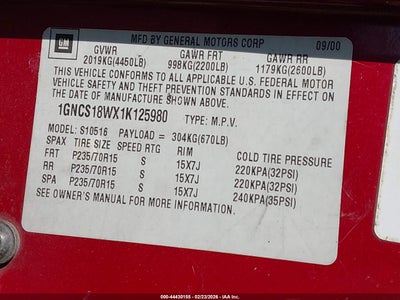 GM
MFD BY GENERAL MOTORS CORP 09/00
GVWR GAWR FRT GAWR RR
2019KG(4450LB) 998KG(2200LB) 1179KG(2600LB)
THIS VEHICLE CONFORMS TO ALL APPLICABLE U.S. FEDERAL MOTOR
VEHICLE SAFETY AND THEFT PREVENTION STANDARDS IN EFFECT ON
THE DATE OF MANUFACTURE SHOWN ABOVE.
1GNCS18WX1K125980 TYPE: M.P.V.
MODEL: S10516 PAYLOAD = 304KG(670LB)
SPAX TIRE SIZE SPEED RTG RIM COLD TIRE PRESSURE
FRT P235/70R15 S 15X7J 220KPA(32PSI)
RR P235/70R15 S 15X7J 220KPA(32PSI)
SPA P235/70R15 S 15X7J 240KPA(35PSI)
SEE OWNER'S MANUAL FOR MORE INFORMATION.
000-44430155 - 02/23/2026 - IAA Inc.